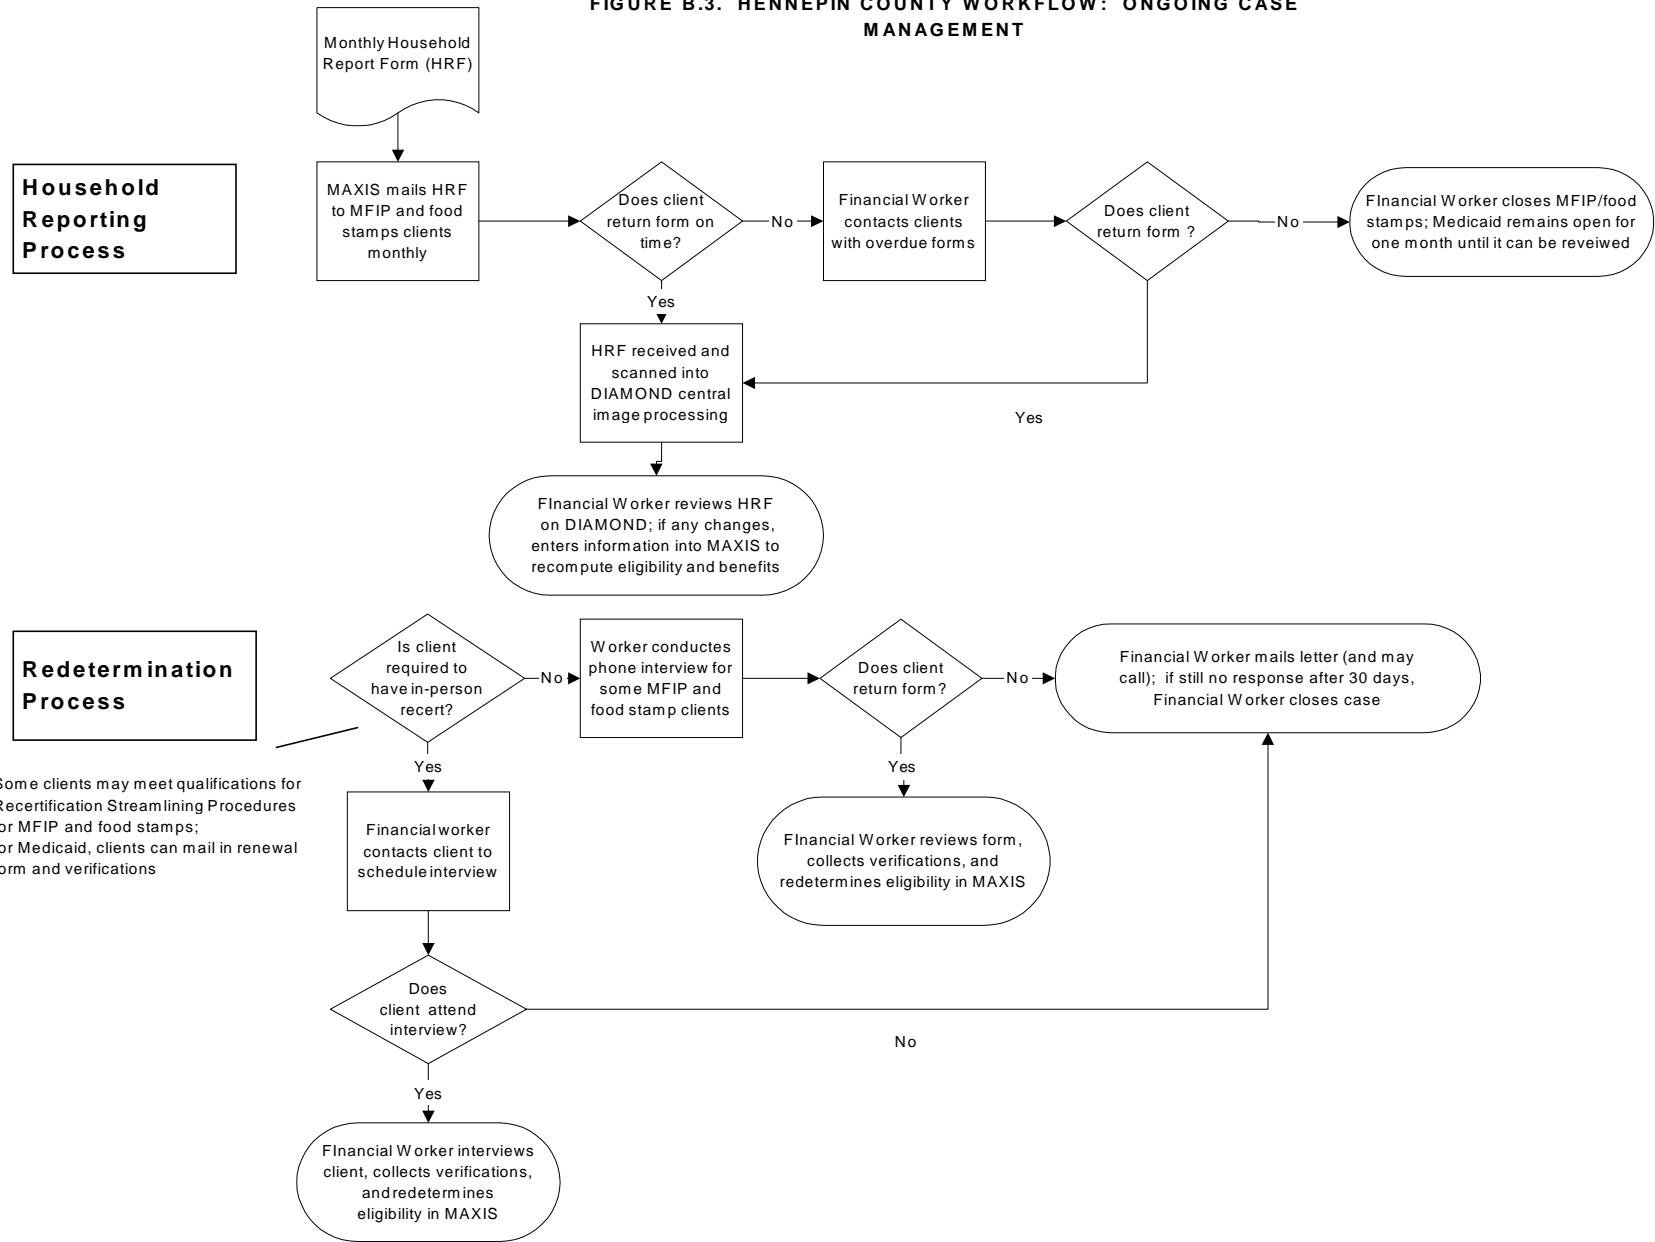 FIGURE B.3. HENNEPIN COUNTY WORKFLOW: ONGOING CASE
MANAGEMENT
Monthly Household
Report Form (HRF)
Household
Reporting
Process
MAXIS mails HRF
to MFIP and food
stamps clients
monthly
Does client
return form on
time?
No
Financial Worker
contacts clients
with overdue forms
Does client
return form ?
No
FInancial Worker closes MFIP/food
stamps; Medicaid remains open for
one month until it can be reveiwed
Yes
HRF received and
scanned into
DIAMOND central
image processing
Yes
FInancial Worker reviews HRF
on DIAMOND; if any changes,
enters information into MAXIS to
recompute eligibility and benefits
Redetermination
Process
Is client
required to
have in-person
recert?
No
Worker conductes
phone interview for
some MFIP and
food stamp clients
Does client
return form?
No
Financial Worker mails letter (and may
call); if still no response after 30 days,
Financial Worker closes case
Yes
Yes
Some clients may meet qualifications for
Recertification Streamlining Procedures
or MFIP and food stamps;
or Medicaid, clients can mail in renewal
orm and verifications
Financial worker
contacts client to
schedule interview
FInancial Worker reviews form,
collects verifications, and
redetermines eligibility in MAXIS
Does
client attend
interview?
No
Yes
FInancial Worker interviews
client, collects verifications,
and redetermines
eligibility in MAXIS